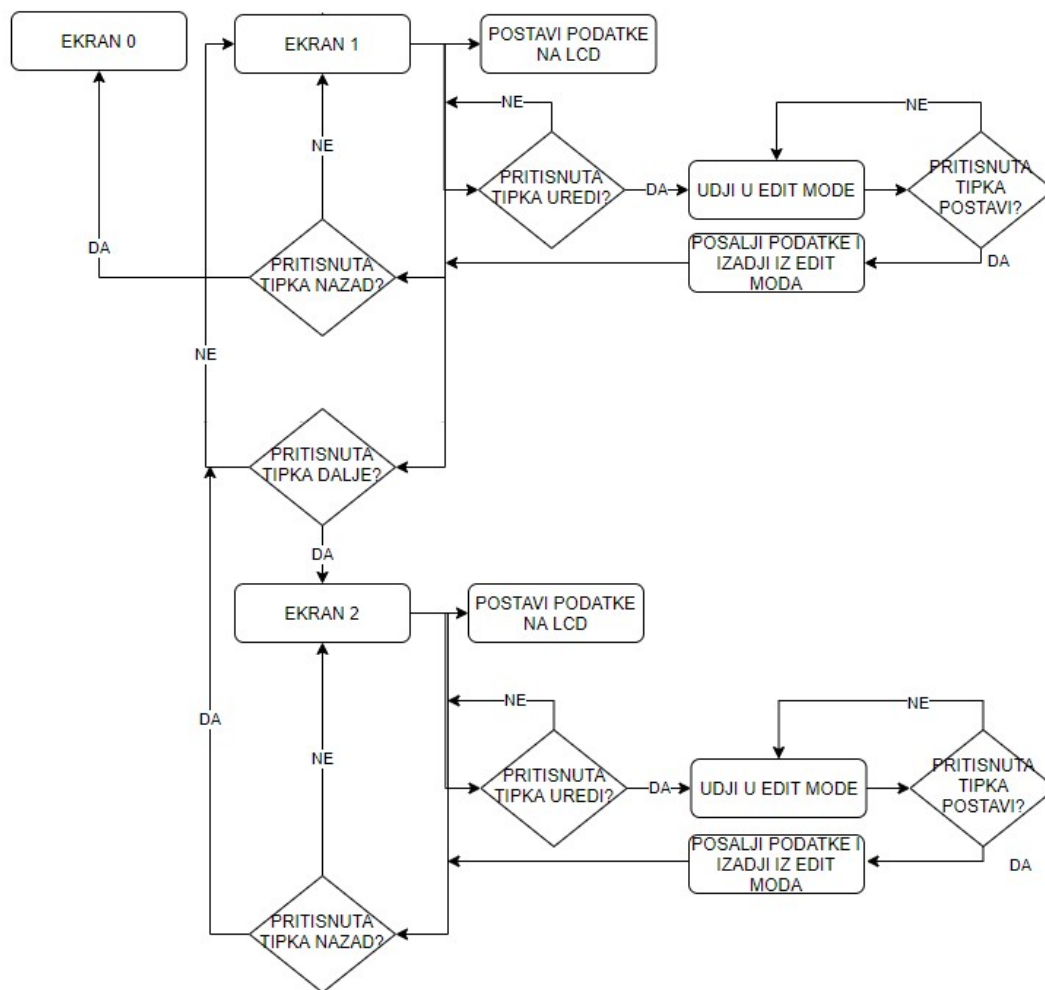 EKRAN 0
EKRAN 1
POSTAVI PODATKE
NA LCD
NE
NE
NE
PRITISNUTA
TIPKA UREDI?
DA
UDJI U EDIT MODE
PRITISNUTA
TIPKA
POSTAVI?
DA
PRITISNUTA
TIPKA NAZAD?
POSALJI PODATKE I
IZADJI IZ EDIT
MODA
DA
NE
PRITISNUTA
TIPKA DALJE?
DA
EKRAN 2
POSTAVI PODATKE
NA LCD
NE
NE
DA
NE
PRITISNUTA
TIPKA UREDI?
DA
UDJI U EDIT MODE
PRITISNUTA
TIPKA
POSTAVI?
POSALJI PODATKE I
IZADJI IZ EDIT
MODA
DA
PRITISNUTA
TIPKA NAZAD?